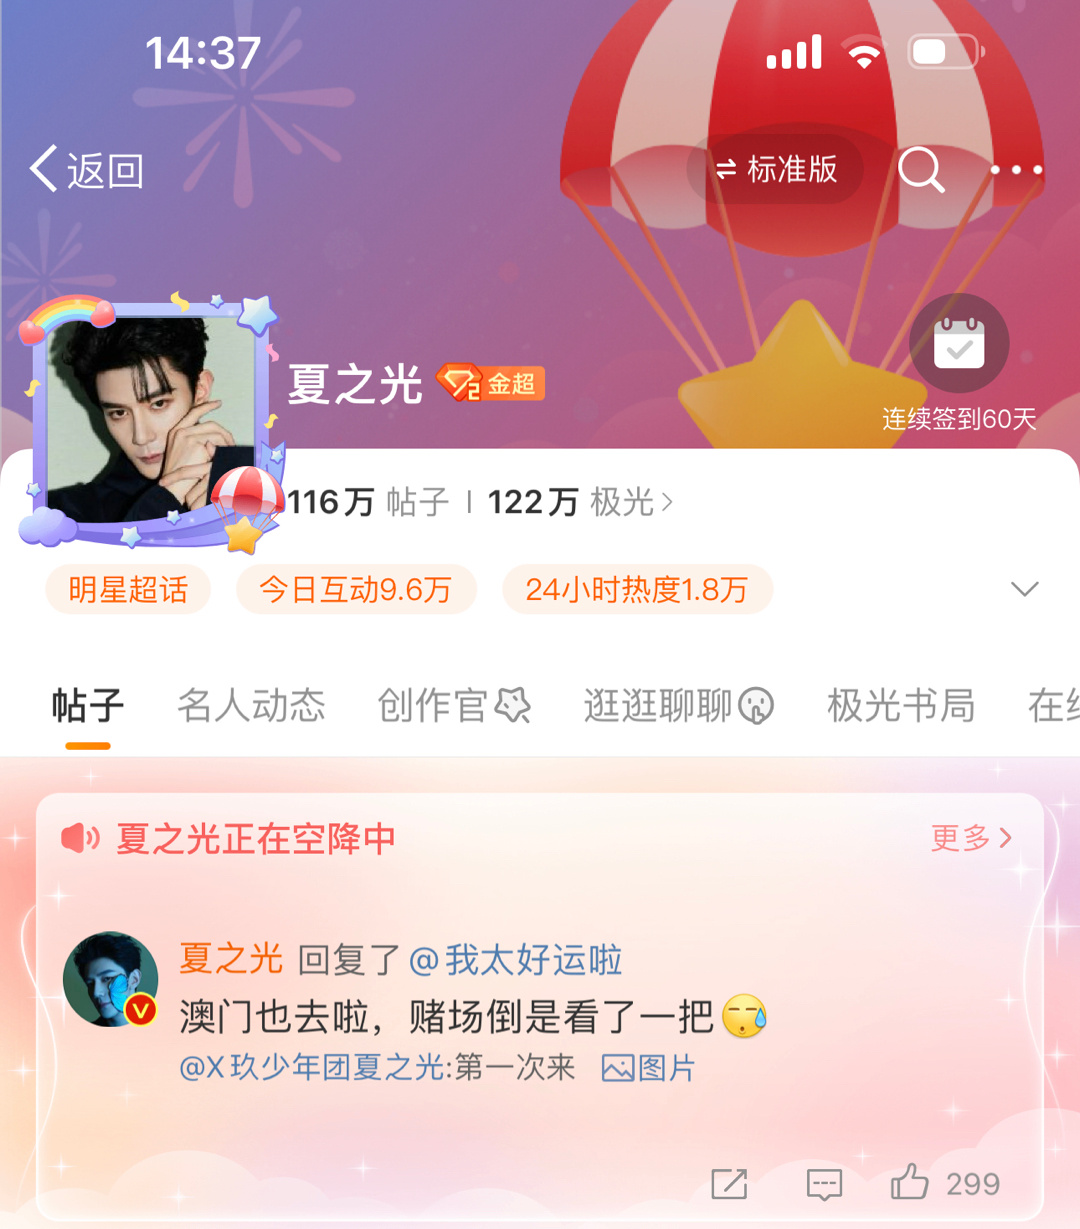 14:37
返回
标准版
夏之光 金超
连续签到60天
116万 帖子 | 122万 极光
明星超话 今日互动9.6万 24小时热度1.8万
帖子 名人动态 创作官 逛逛聊聊 极光书局 在线
夏之光正在空降中 更多
夏之光 回复了 @我太好运啦
澳门也去啦，赌场倒是看了一把
@X玖少年团夏之光:第一次来 图片
299